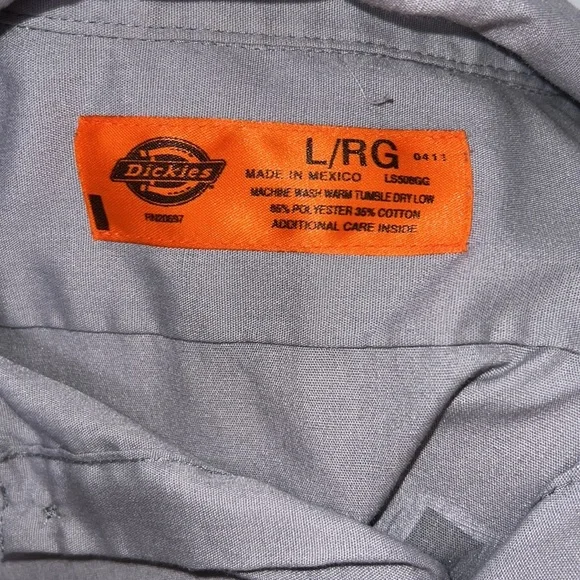 Dickies
RN20697
L/RG 0411
MADE IN MEXICO LS508GG
MACHINE WASH WARM TUMBLE DRY LOW
65% POLYESTER 35% COTTON
ADDITIONAL CARE INSIDE